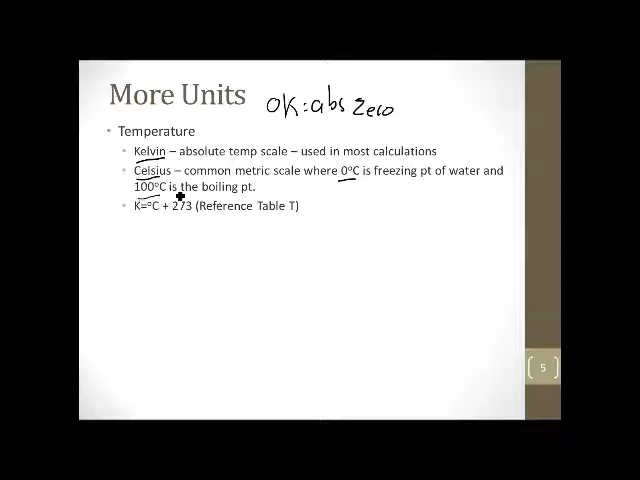 More Units
0K = abs zero
• Temperature
• Kelvin – absolute temp scale – used in most calculations
• Celsius – common metric scale where 0°C is freezing pt of water and
100°C is the boiling pt.
• K=°C + 273 (Reference Table T)
5